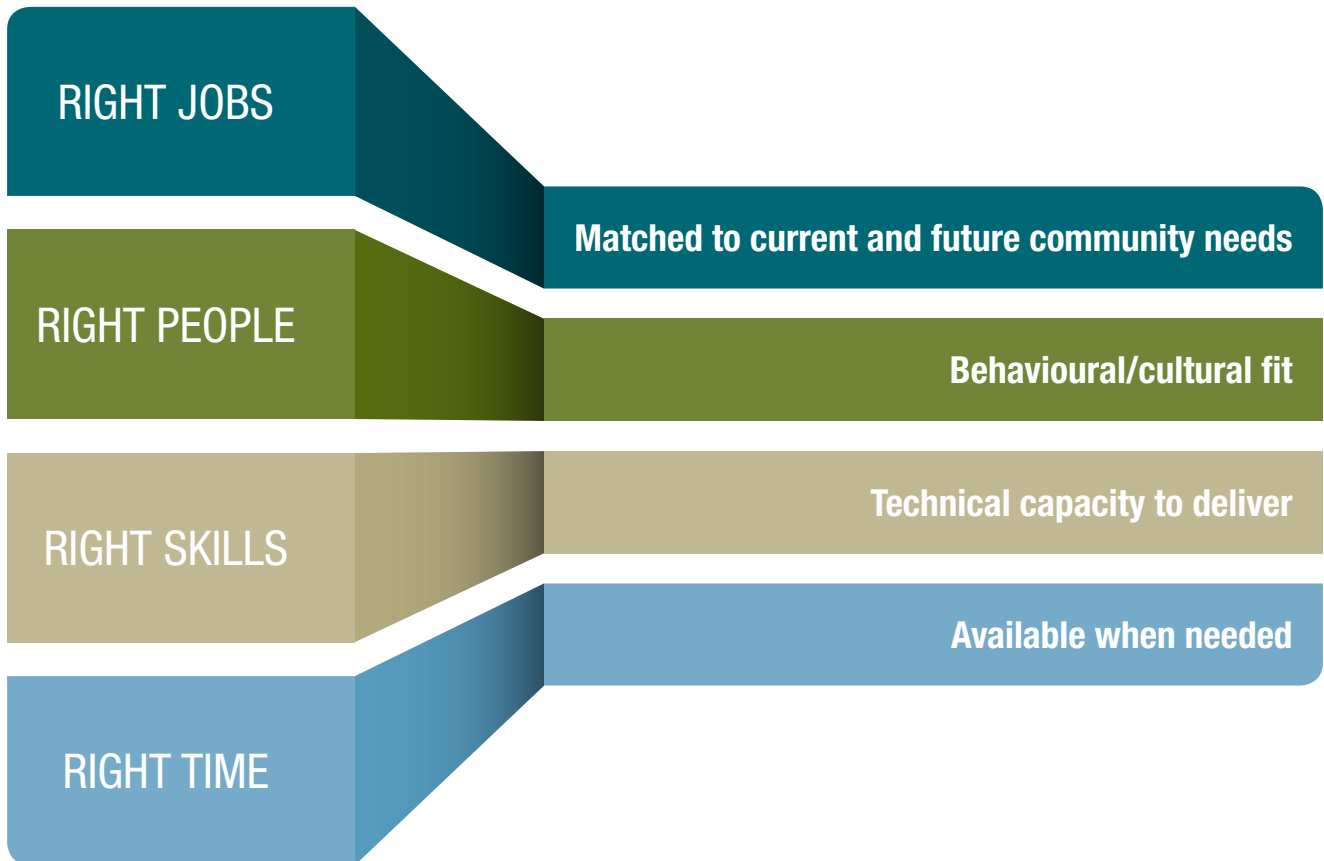 RIGHT JOBS
Matched to current and future community needs
RIGHT PEOPLE
Behavioural/cultural fit
RIGHT SKILLS
Technical capacity to deliver
RIGHT TIME
Available when needed